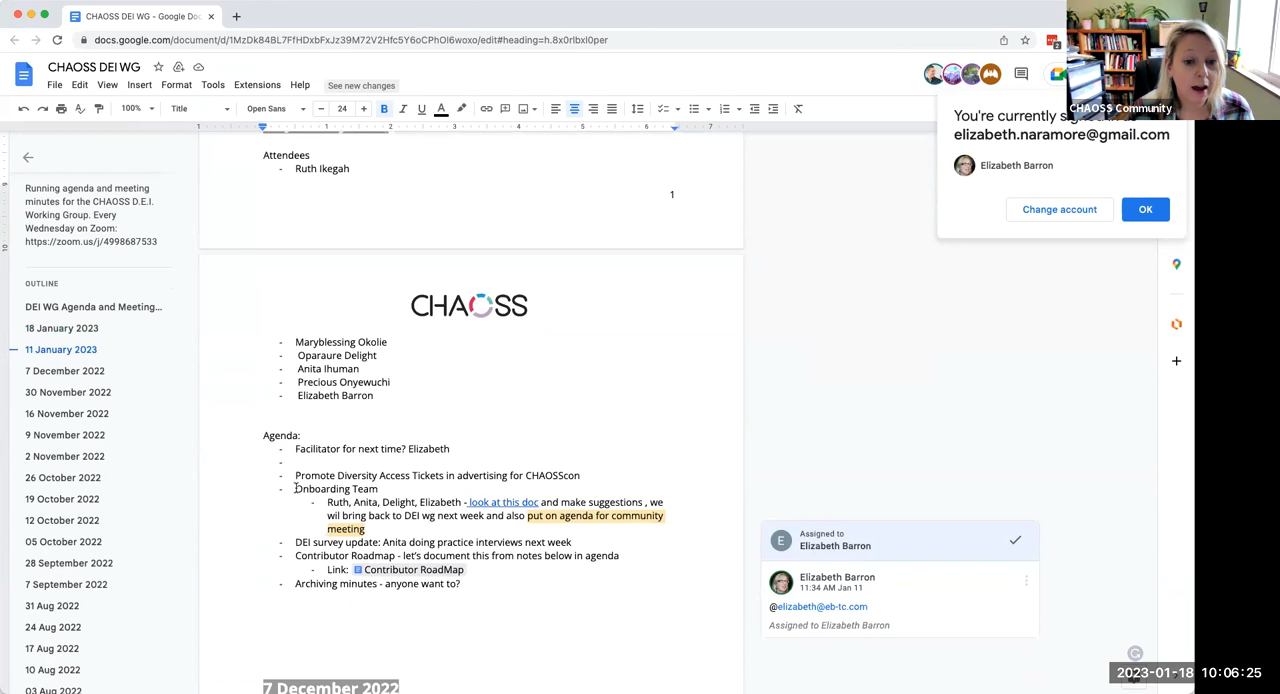 CHAOSS DEI WG - Google Doc
docs.google.com/document/d/1MzDk84BL7FfHDxbFxJz39M72V2Hfc5Y6oCPhOl6woxo/edit#heading=h.8x0rlbxl0per
2
CHAOSS DEI WG
File Edit View Insert Format Tools Extensions Help See new changes
100% Title Open Sans 24 B I U A
1 1 2 3 4 5 6 7
CHAOSS Community
You're currently
elizabeth.naramore@gmail.com
Elizabeth Barron
Change account OK
Running agenda and meeting
minutes for the CHAOSS D.E.I.
Working Group. Every
Wednesday on Zoom:
https://zoom.us/j/4998687533
OUTLINE
DEI WG Agenda and Meeting...
18 January 2023
11 January 2023
7 December 2022
30 November 2022
16 November 2022
9 November 2022
2 November 2022
26 October 2022
19 October 2022
12 October 2022
05 October 2022
28 September 2022
7 September 2022
31 Aug 2022
24 Aug 2022
17 Aug 2022
10 Aug 2022
03 Aug 2022
Attendees
- Ruth Ikegah
1
CHAOSS
- Maryblessing Okolie
- Oparaure Delight
- Anita Ihuman
- Precious Onyewuchi
- Elizabeth Barron
Agenda:
- Facilitator for next time? Elizabeth
-
- Promote Diversity Access Tickets in advertising for CHAOSScon
- Onboarding Team
- Ruth, Anita, Delight, Elizabeth - look at this doc and make suggestions , we
wil bring back to DEI wg next week and also put on agenda for community
meeting
- DEI survey update: Anita doing practice interviews next week
- Contributor Roadmap - let's document this from notes below in agenda
- Link: Contributor RoadMap
- Archiving minutes - anyone want to?
7 December 2022
E
Assigned to
Elizabeth Barron
Elizabeth Barron
11:34 AM Jan 11
@elizabeth@eb-tc.com
Assigned to Elizabeth Barron
2023-01-18 10:06:25